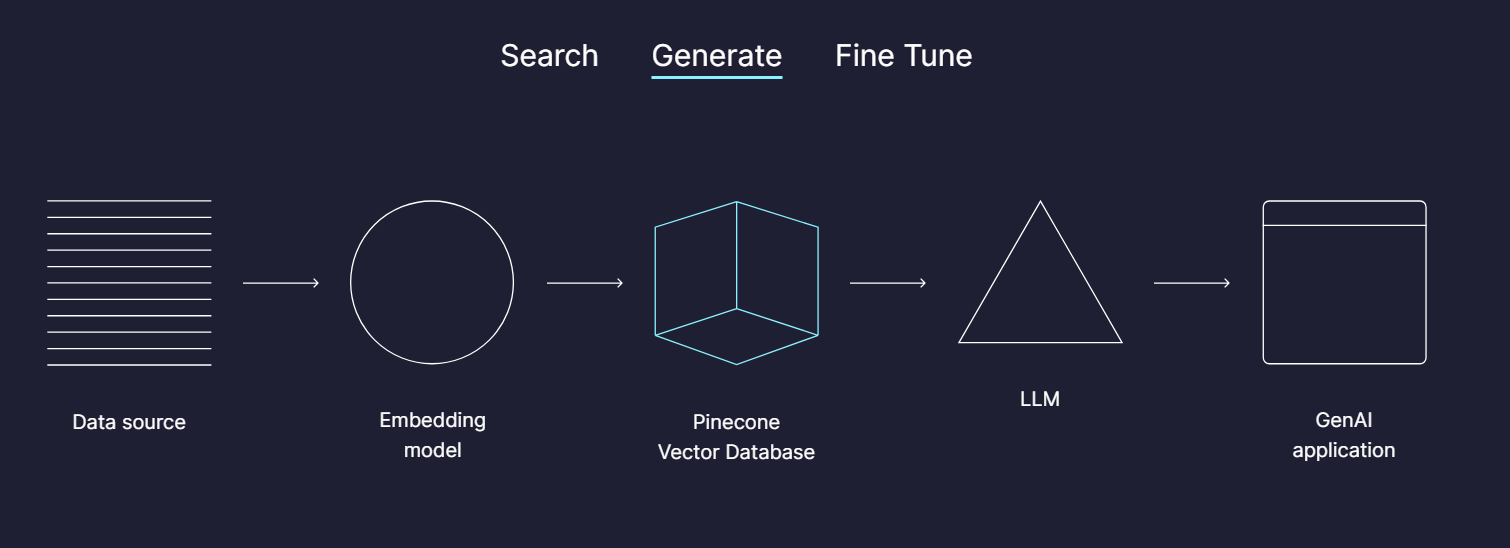 Search
Generate
Fine Tune
Data source
Embedding
model
Pinecone
Vector Database
LLM
GenAI
application